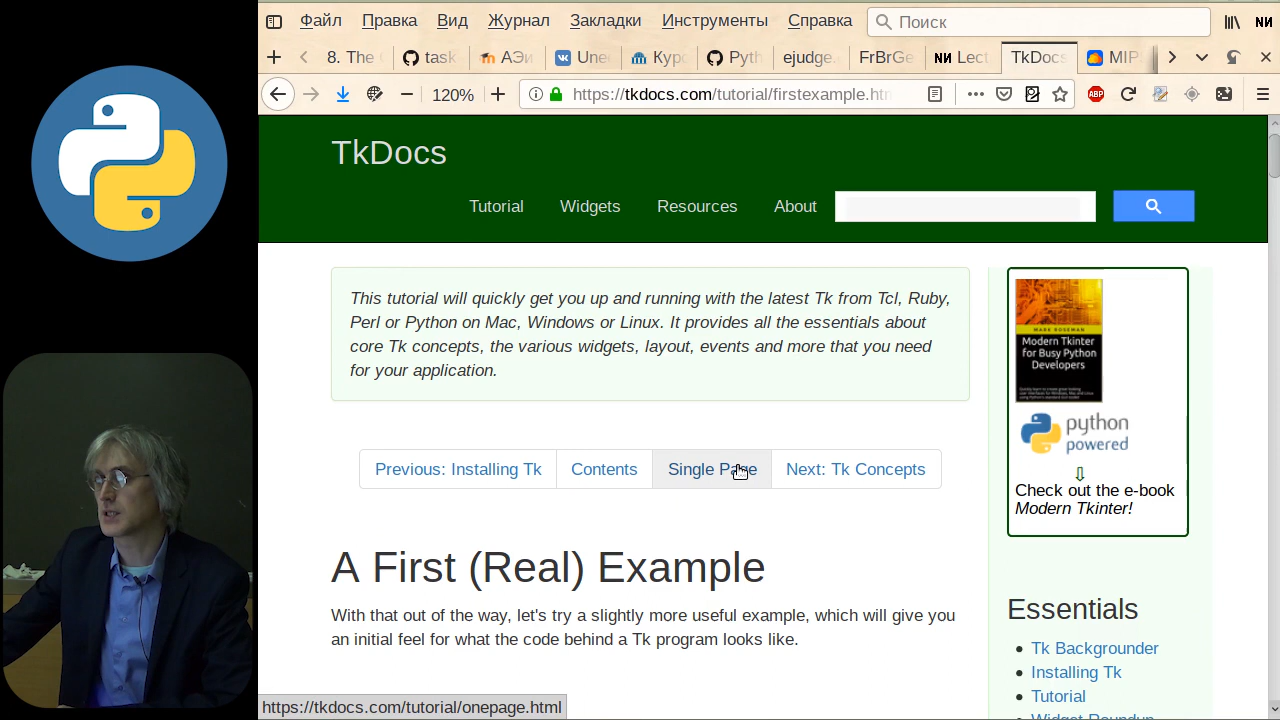 Файл Правка Вид Журнал Закладки Инструменты Справка Поиск
8. The task АЭи Une Курс Pyth ejudge. FrBrGe Lect TkDocs MIP
120% https://tkdocs.com/tutorial/firstexample.htm ABP
TkDocs
Tutorial Widgets Resources About
This tutorial will quickly get you up and running with the latest Tk from Tcl, Ruby,
Perl or Python on Mac, Windows or Linux. It provides all the essentials about
core Tk concepts, the various widgets, layout, events and more that you need
for your application.
MARK ROSEMAN
Modern Tkinter
for Busy Python
Developers
python
powered
Check out the e-book
Modern Tkinter!
Previous: Installing Tk Contents Single Page Next: Tk Concepts
A First (Real) Example
With that out of the way, let's try a slightly more useful example, which will give you
an initial feel for what the code behind a Tk program looks like.
Essentials
Tk Backgrounder
Installing Tk
Tutorial
Widget Roundup
https://tkdocs.com/tutorial/onepage.html